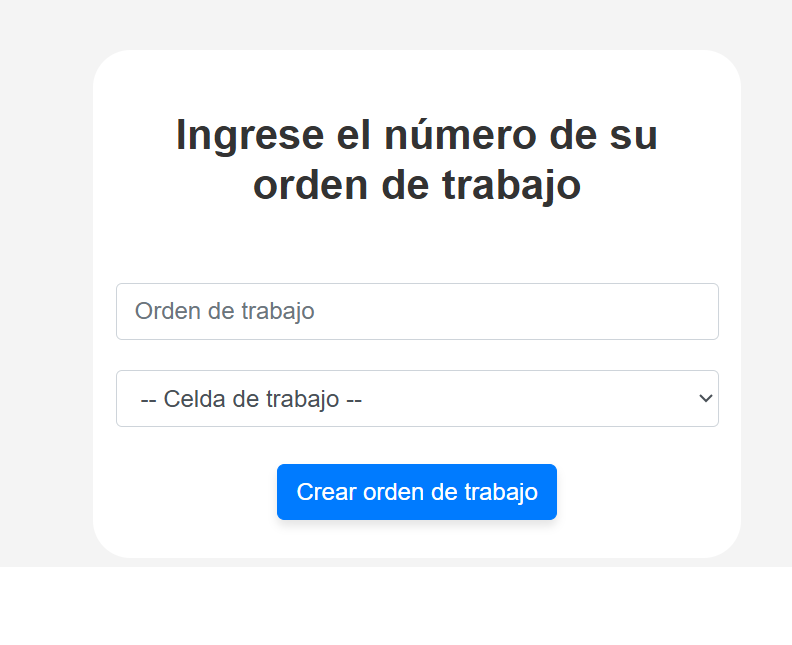 Ingrese el número de su
orden de trabajo
Orden de trabajo
-- Celda de trabajo --
Crear orden de trabajo